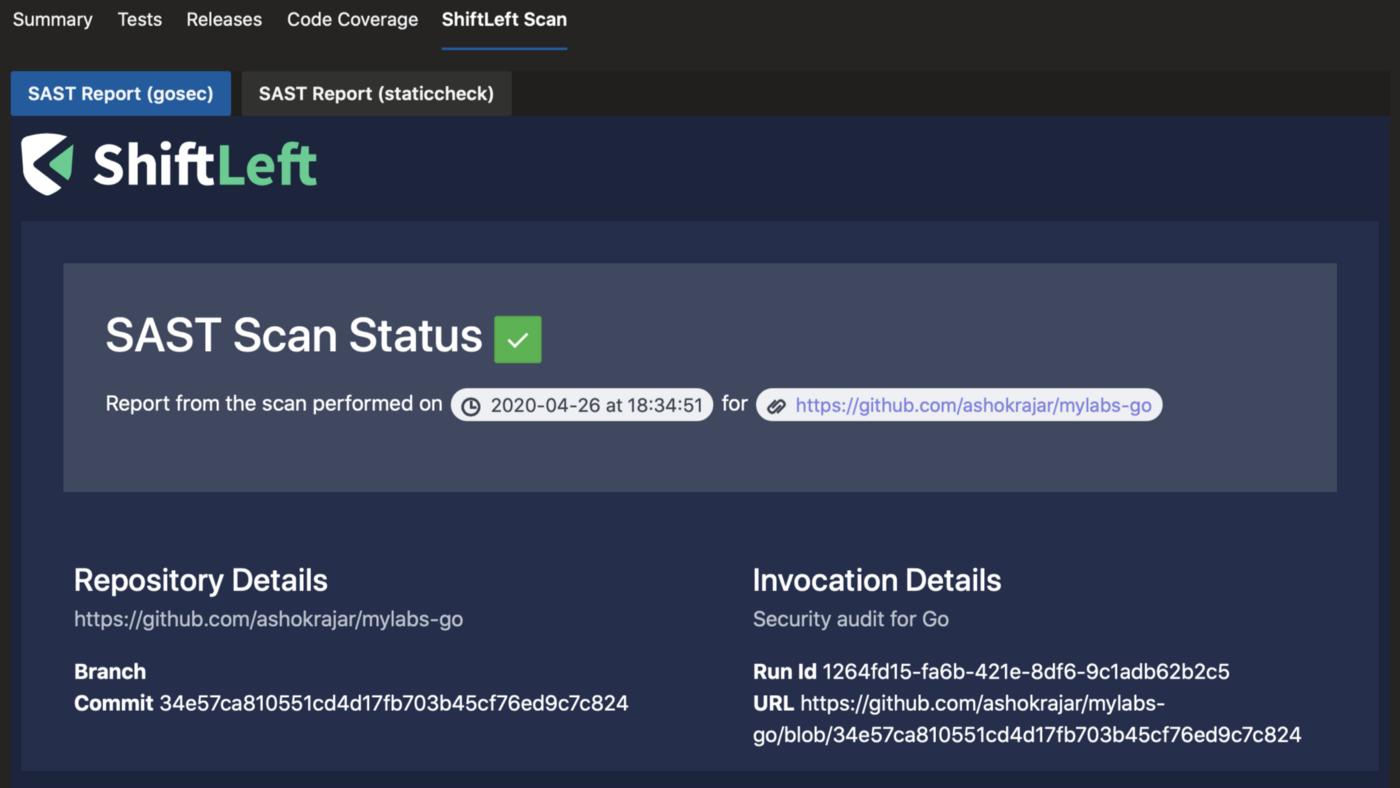 Summary Tests Releases Code Coverage ShiftLeft Scan
SAST Report (gosec) SAST Report (staticcheck)
ShiftLeft
SAST Scan Status
Report from the scan performed on 2020-04-26 at 18:34:51 for https://github.com/ashokrajar/mylabs-go
Repository Details
https://github.com/ashokrajar/mylabs-go
Branch
Commit 34e57ca810551cd4d17fb703b45cf76ed9c7c824
Invocation Details
Security audit for Go
Run Id 1264fd15-fa6b-421e-8df6-9c1adb62b2c5
URL https://github.com/ashokrajar/mylabs-
go/blob/34e57ca810551cd4d17fb703b45cf76ed9c7c824